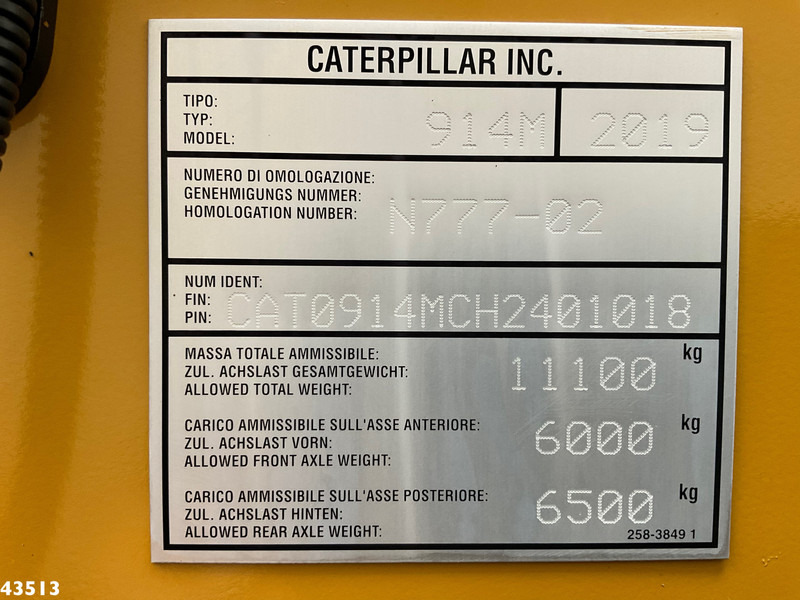 CATERPILLAR INC.
TIPO:
TYP:
MODEL: 914M 2019
NUMERO DI OMOLOGAZIONE:
GENEHMIGUNGS NUMMER:
HOMOLOGATION NUMBER: N777-02
NUM IDENT:
FIN:
PIN: CAT0914MCH2401018
MASSA TOTALE AMMISSIBILE: kg
ZUL. ACHSLAST GESAMTGEWICHT: 11100
ALLOWED TOTAL WEIGHT:
CARICO AMMISSIBILE SULL'ASSE ANTERIORE: kg
ZUL. ACHSLAST VORN: 6000
ALLOWED FRONT AXLE WEIGHT:
CARICO AMMISSIBILE SULL'ASSE POSTERIORE: kg
ZUL. ACHSLAST HINTEN: 6500
ALLOWED REAR AXLE WEIGHT:
258-3849 1
43513